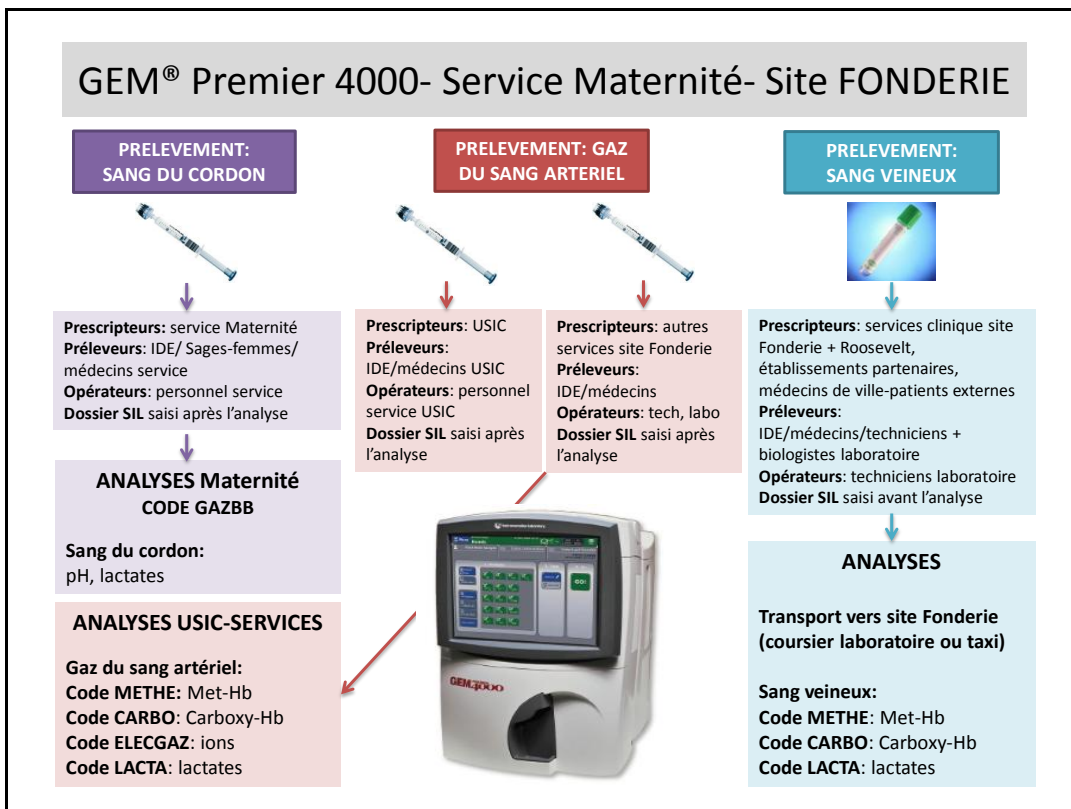 GEM® Premier 4000- Service Maternité- Site FONDERIE
PRELEVEMENT:
SANG DU CORDON
PRELEVEMENT: GAZ
DU SANG ARTERIEL
PRELEVEMENT:
SANG VEINEUX
Prescripteurs: service Maternité
Préleveurs: IDE/ Sages-femmes/
médecins service
Opérateurs: personnel service
Dossier SIL saisi après l'analyse
Prescripteurs: USIC
Préleveurs:
IDE/médecins USIC
Opérateurs: personnel
service USIC
Dossier SIL saisi après
l'analyse
Prescripteurs: autres
services site Fonderie
Préleveurs:
IDE/médecins
Opérateurs: tech, labo
Dossier SIL saisi après
l'analyse
Prescripteurs: services clinique site
Fonderie + Roosevelt,
établissements partenaires,
médecins de ville-patients externes
Préleveurs:
IDE/médecins/techniciens +
biologistes laboratoire
Opérateurs: techniciens laboratoire
Dossier SIL saisi avant l'analyse
ANALYSES Maternité
CODE GAZBB
Sang du cordon:
pH, lactates
ANALYSES USIC-SERVICES
Gaz du sang artériel:
Code METHE: Met-Hb
Code CARBO: Carboxy-Hb
Code ELECGAZ: ions
Code LACTA: lactates
GO!
GEM PREMIER 4000
ANALYSES
Transport vers site Fonderie
(coursier laboratoire ou taxi)
Sang veineux:
Code METHE: Met-Hb
Code CARBO: Carboxy-Hb
Code LACTA: lactates